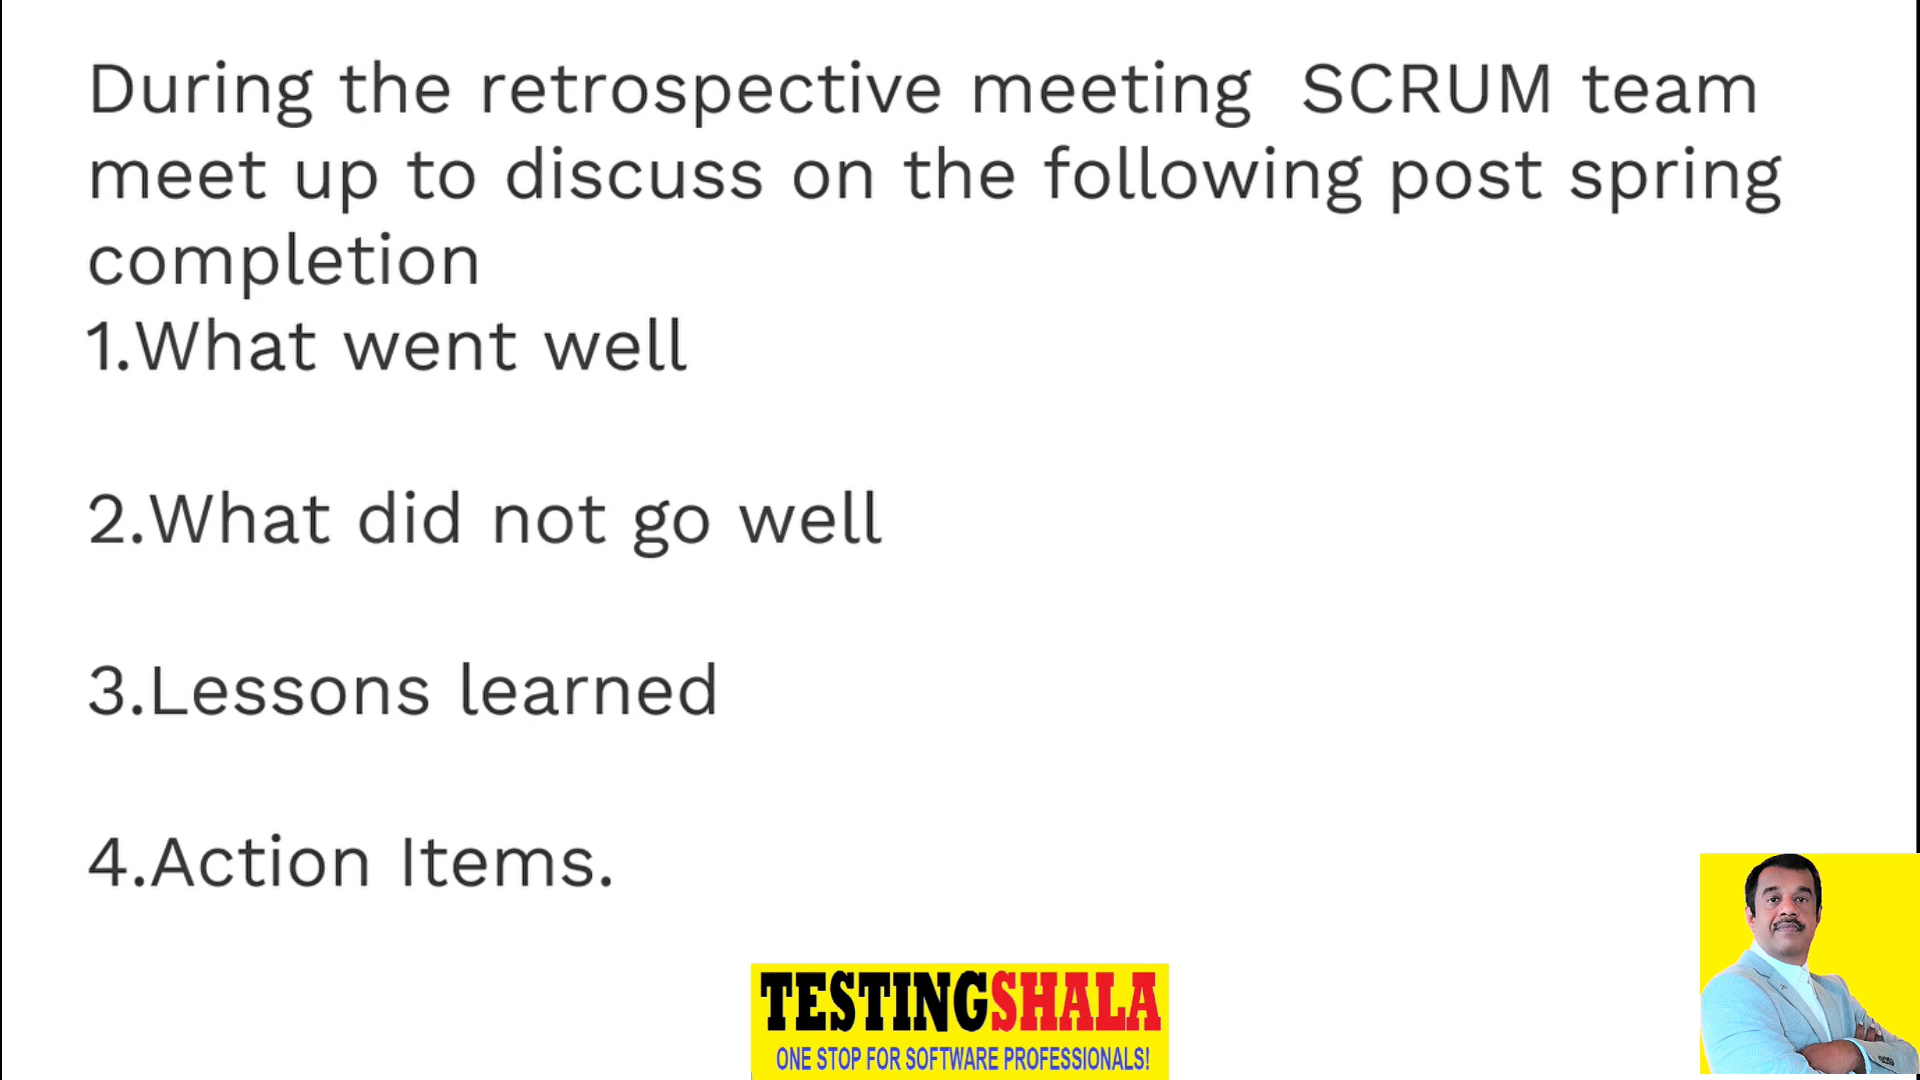 During the retrospective meeting  SCRUM team
meet up to discuss on the following post spring
completion
1.What went well
2.What did not go well
3.Lessons learned
4.Action Items.
TESTINGSHALA
ONE STOP FOR SOFTWARE PROFESSIONALS!